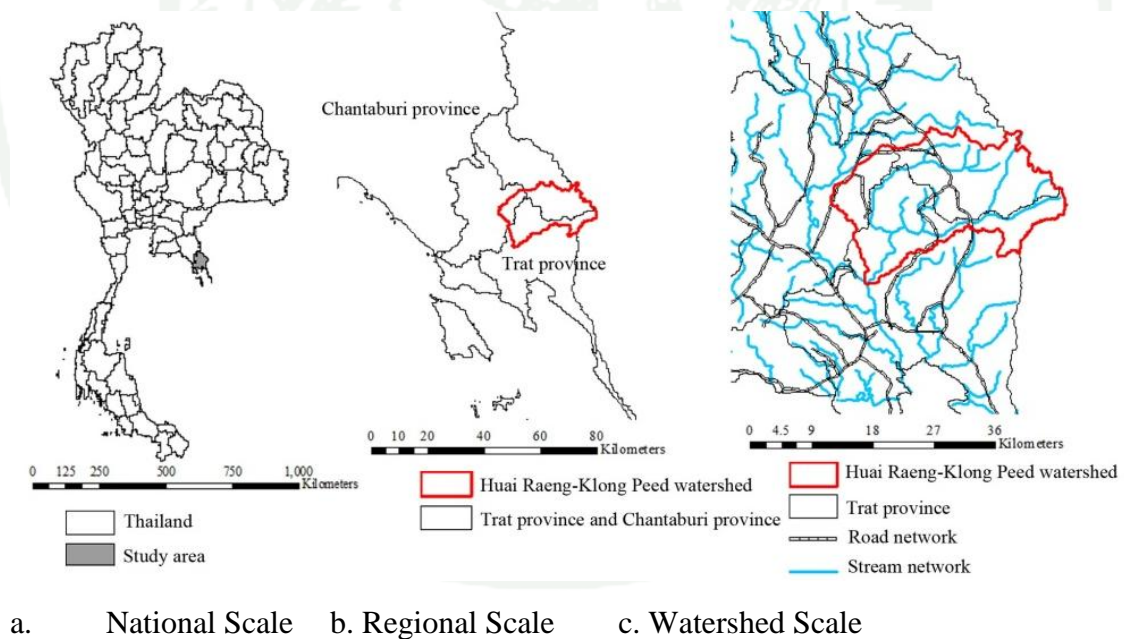 Chantaburi province
Trat province
0 125 250 500 750 1,000
Kilometers
Thailand
Study area
0 10 20 40 60 80
Kilometers
Huai Raeng-Klong Peed watershed
Trat province and Chantaburi province
0 4.5 9 18 27 36
Kilometers
Huai Raeng-Klong Peed watershed
Trat province
Road network
Stream network
a. National Scale b. Regional Scale c. Watershed Scale